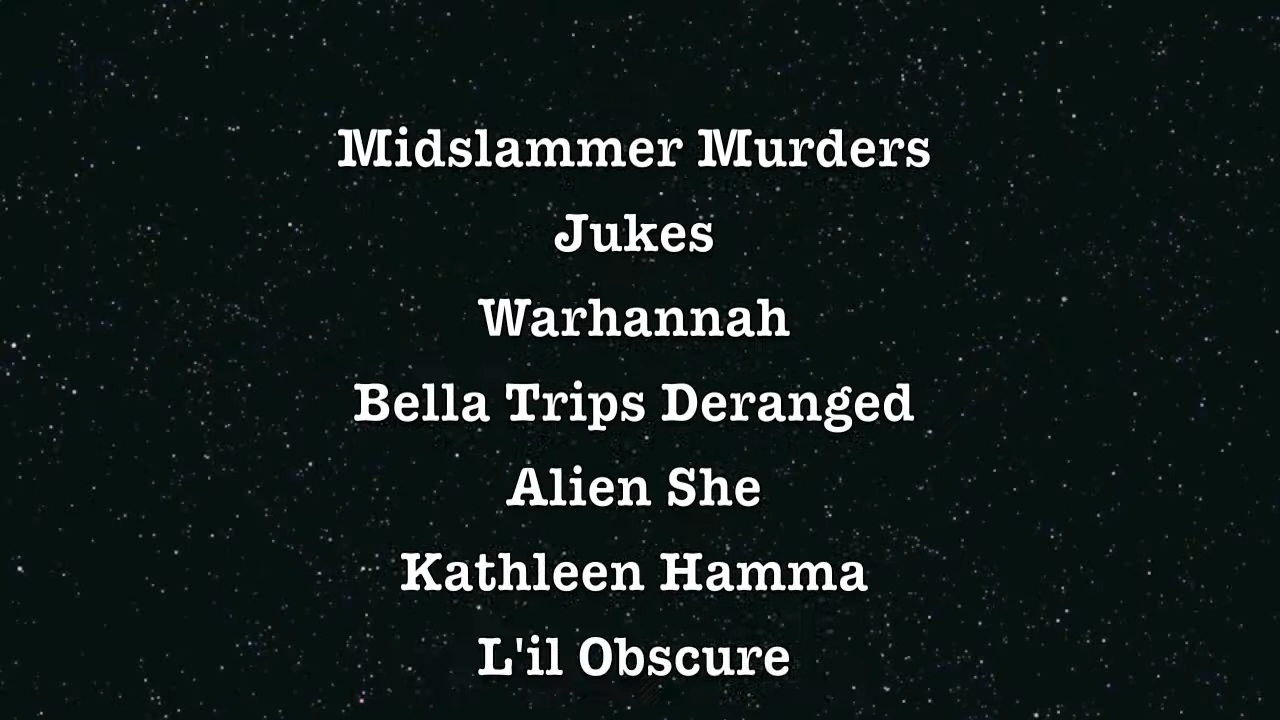 Midslammer Murders
Jukes
Warhannah
Bella Trips Deranged
Alien She
Kathleen Hamma
L'il Obscure